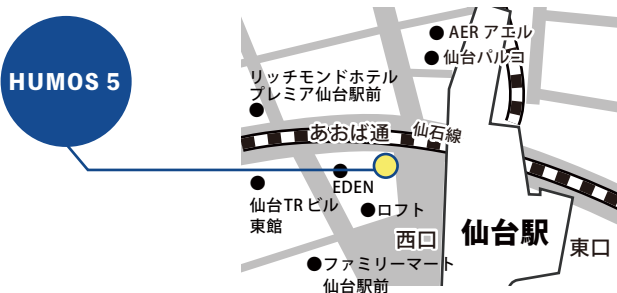 HUMOS 5
AER アエル
仙台パルコ
リッチモンドホテル
プレミア仙台駅前
あおば通
仙石線
EDEN
仙台TRビル
東館
ロフト
西口
仙台駅
東口
ファミリーマート
仙台駅前